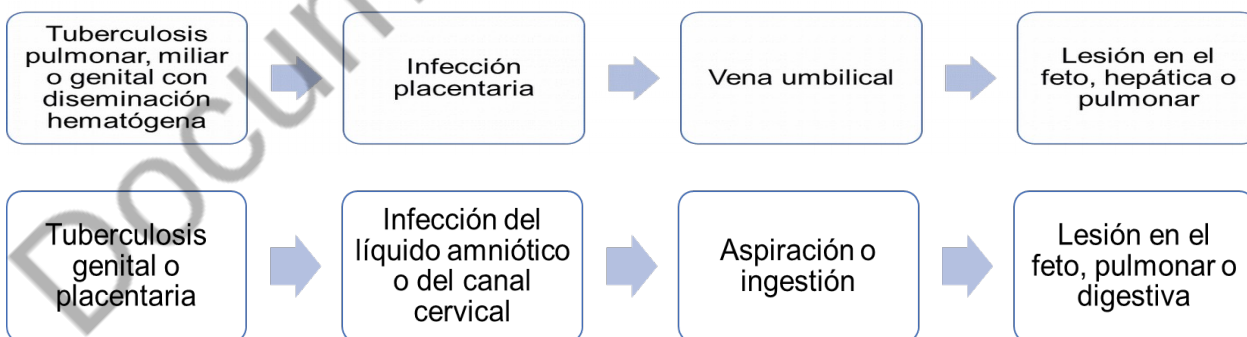 Tuberculosis
pulmonar, miliar
o genital con
diseminación
hematógena
Infección
placentaria
Vena umbilical
Lesión en el
feto, hepática o
pulmonar
Tuberculosis
genital o
placentaria
Infección del
líquido amniótico
o del canal
cervical
Aspiración o
ingestión
Lesión en el
feto, pulmonar o
digestiva
Docum